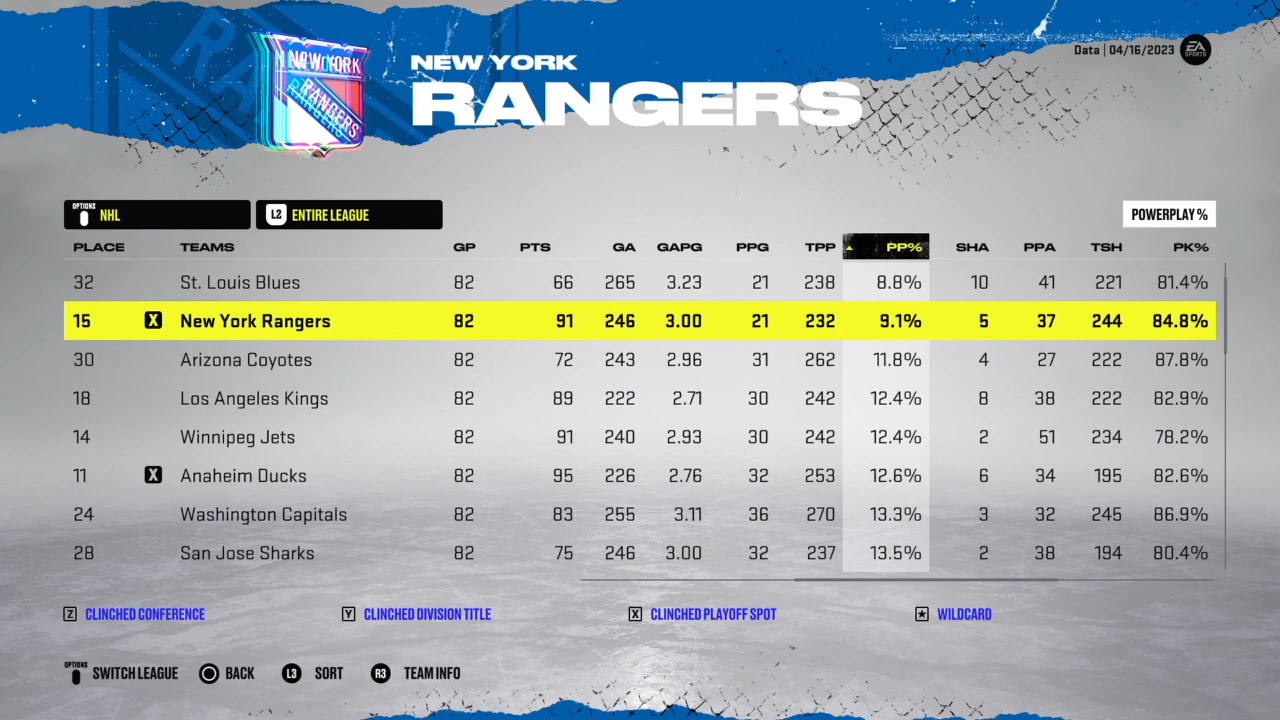 NEW YORK
RANGERS
NEW YORK
RANGERS
Data | 04/16/2023
EA
SPORTS
OPTIONS NHL L2 ENTIRE LEAGUE POWERPLAY %
PLACE TEAMS GP PTS GA GAPG PPG TPP PP% SHA PPA TSH PK%
32 St. Louis Blues 82 66 265 3.23 21 238 8.8% 10 41 221 81.4%
15 X New York Rangers 82 91 246 3.00 21 232 9.1% 5 37 244 84.8%
30 Arizona Coyotes 82 72 243 2.96 31 262 11.8% 4 27 222 87.8%
18 Los Angeles Kings 82 89 222 2.71 30 242 12.4% 8 38 222 82.9%
14 Winnipeg Jets 82 91 240 2.93 30 242 12.4% 2 51 234 78.2%
11 X Anaheim Ducks 82 95 226 2.76 32 253 12.6% 6 34 195 82.6%
24 Washington Capitals 82 83 255 3.11 36 270 13.3% 3 32 245 86.9%
28 San Jose Sharks 82 75 246 3.00 32 237 13.5% 2 38 194 80.4%
Z CLINCHED CONFERENCE Y CLINCHED DIVISION TITLE X CLINCHED PLAYOFF SPOT ★ WILDCARD
OPTIONS SWITCH LEAGUE BACK L3 SORT R3 TEAM INFO